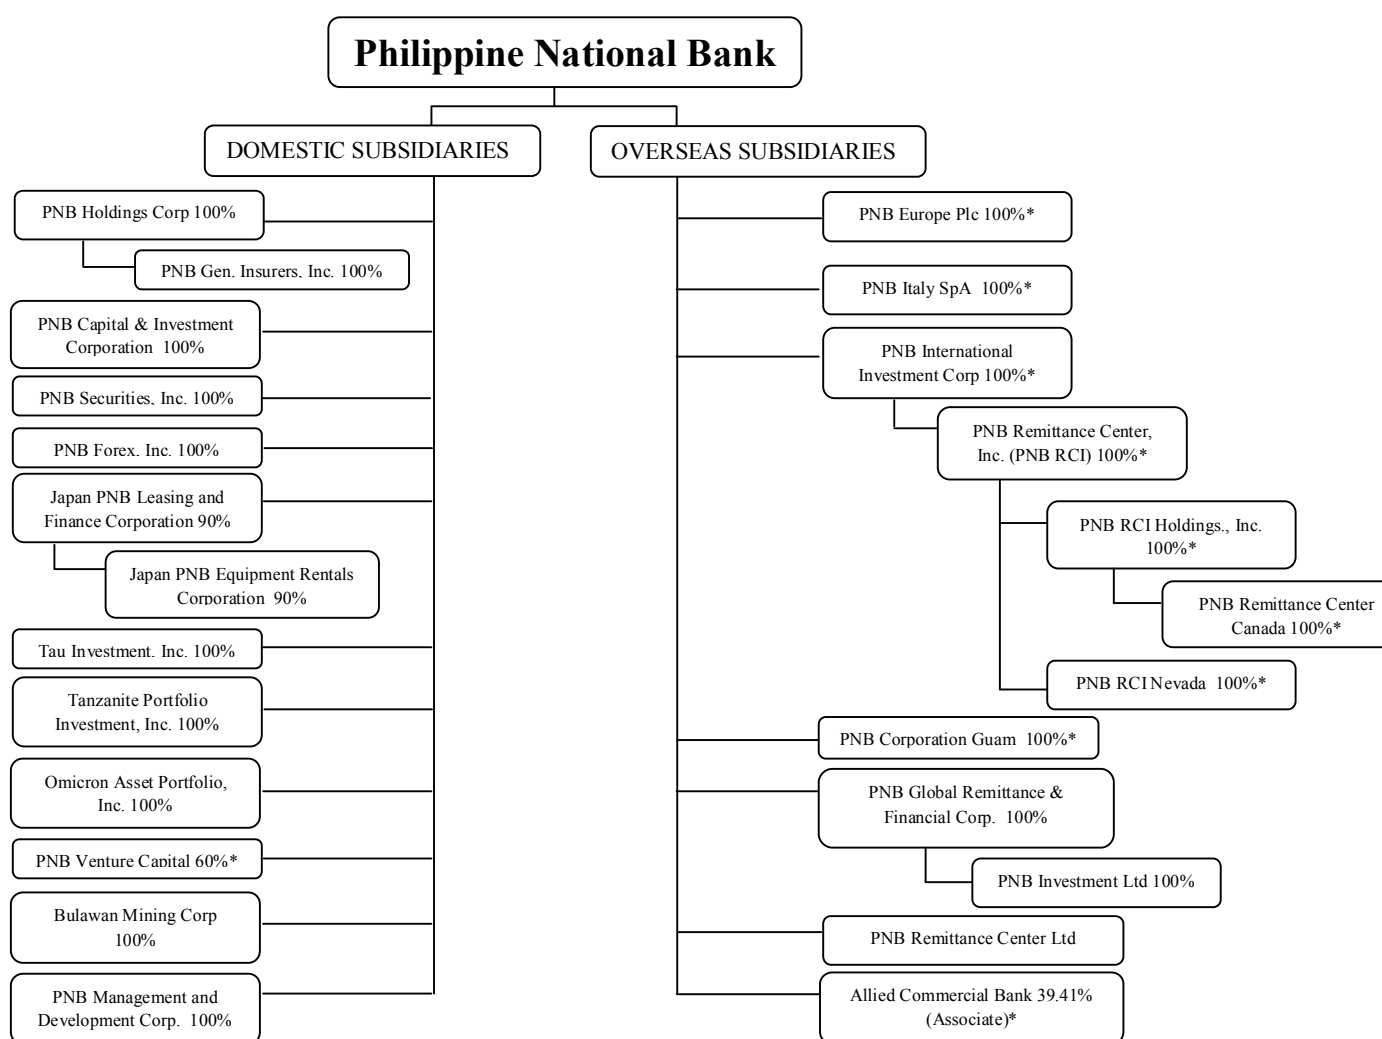 Philippine National Bank
DOMESTIC SUBSIDIARIES
PNB Holdings Corp 100%
PNB Gen. Insurers, Inc. 100%
PNB Capital & Investment
Corporation 100%
PNB Securities, Inc. 100%
PNB Forex, Inc. 100%
Japan PNB Leasing and
Finance Corporation 90%
Japan PNB Equipment Rentals
Corporation 90%
Tau Investment, Inc. 100%
Tanzanite Portfolio
Investment, Inc. 100%
Omicron Asset Portfolio,
Inc. 100%
PNB Venture Capital 60%*
Bulawan Mining Corp
100%
PNB Management and
Development Corp. 100%
OVERSEAS SUBSIDIARIES
PNB Europe Plc 100%*
PNB Italy SpA 100%*
PNB International
Investment Corp 100%*
PNB Remittance Center,
Inc. (PNB RCI) 100%*
PNB RCI Holdings., Inc.
100%*
PNB Remittance Center
Canada 100%*
PNB RCI Nevada 100%*
PNB Corporation Guam 100%*
PNB Global Remittance &
Financial Corp. 100%
PNB Investment Ltd 100%
PNB Remittance Center Ltd
Allied Commercial Bank 39.41%
(Associate)*